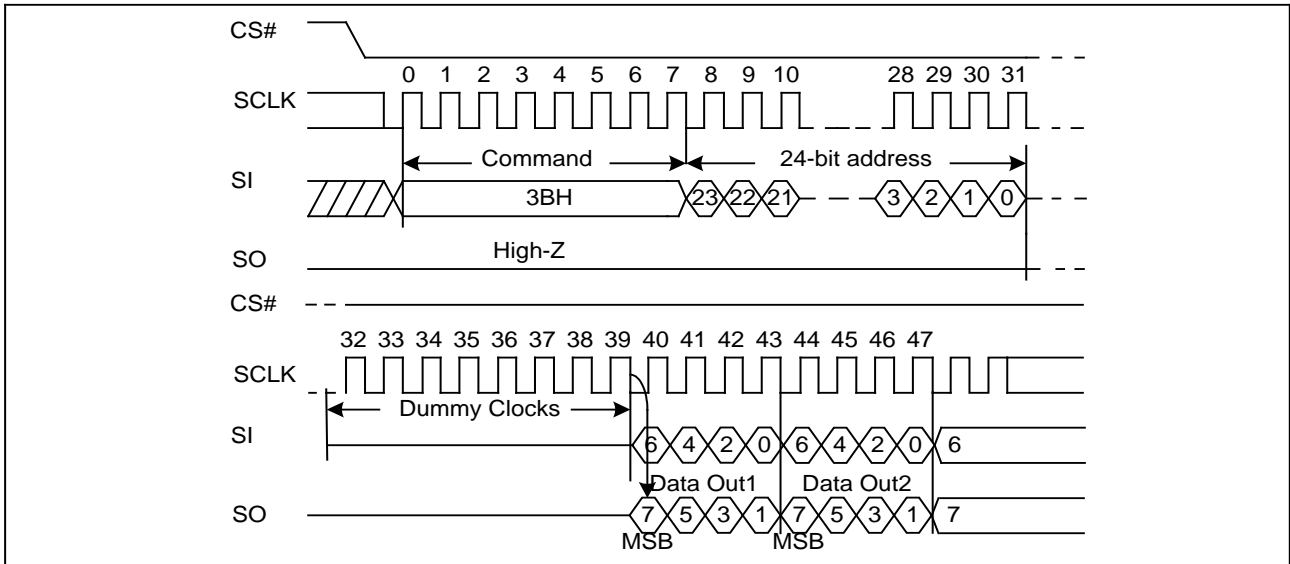 CS#
0 1 2 3 4 5 6 7 8 9 10 28 29 30 31
SCLK
Command 24-bit address
SI
3BH 23 22 21 3 2 1 0
High-Z
SO
CS#
32 33 34 35 36 37 38 39 40 41 42 43 44 45 46 47
SCLK
Dummy Clocks
SI
6 4 2 0 6 4 2 0 6
Data Out1 Data Out2
SO
7 5 3 1 7 5 3 1 7
MSB MSB